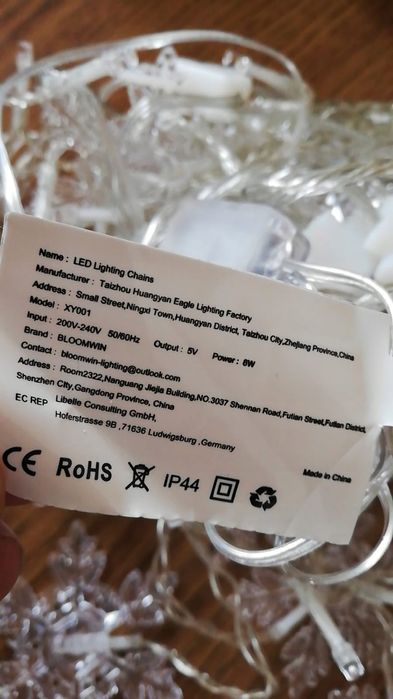 Name : LED Lighting Chains
Manufacturer : Taizhou Huangyan Eagle Lighting Factory
Address : Small Street,Ningxi Town,Huangyan District, Taizhou City,Zhejiang Province,China
Model : XY001
Input : 200V-240V 50/60Hz Output : 5V Power : 8W
Brand : BLOOMWIN
Contact : bloomwin-lighting@outlook.com
Address : Room2322,Nanguang Jiejia Building,NO.3037 Shennan Road,Futian Street,Futian District,
Shenzhen City,Gangdong Province, China
EC REP Libelle Consulting GmbH,
Hoferstrasse 9B ,71636 Ludwigsburg ,Germany
Made in China
CE RoHS IP44